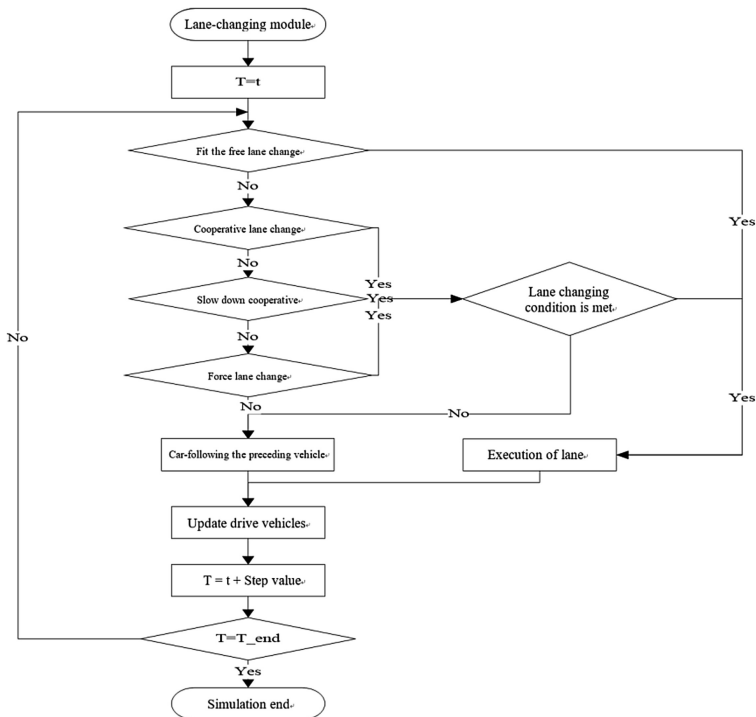 Lane-changing module
T=t
Fit the free lane change
No
Yes
Cooperative lane change
No
Yes
Slow down cooperative
Yes
Lane changing
condition is met
Yes
No
No
Force lane change
Yes
No
No
Car-following the preceding vehicle
Execution of lane
Update drive vehicles
T = t + Step value
T=T_end
Yes
Simulation end